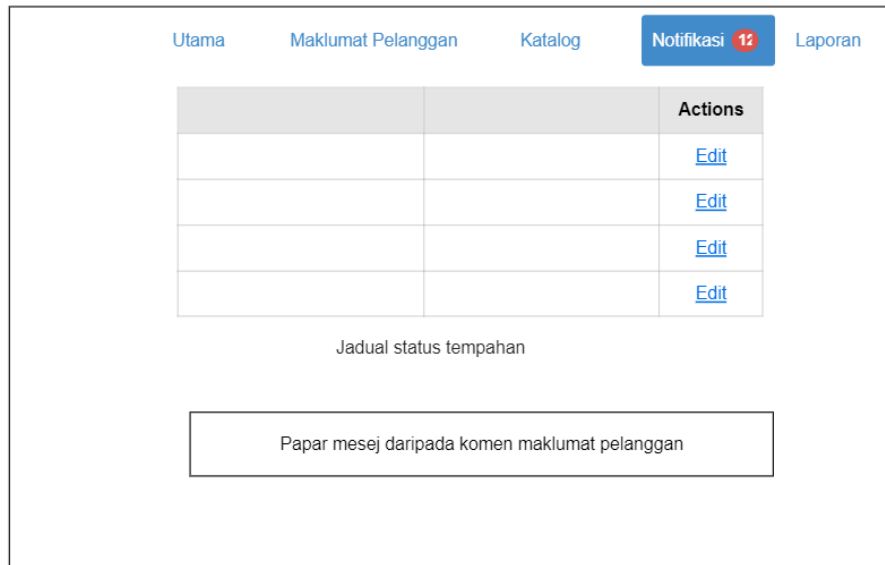 Utama Maklumat Pelanggan Katalog Notifikasi 12 Laporan
Actions
Edit
Edit
Edit
Edit
Jadual status tempahan
Papar mesej daripada komen maklumat pelanggan